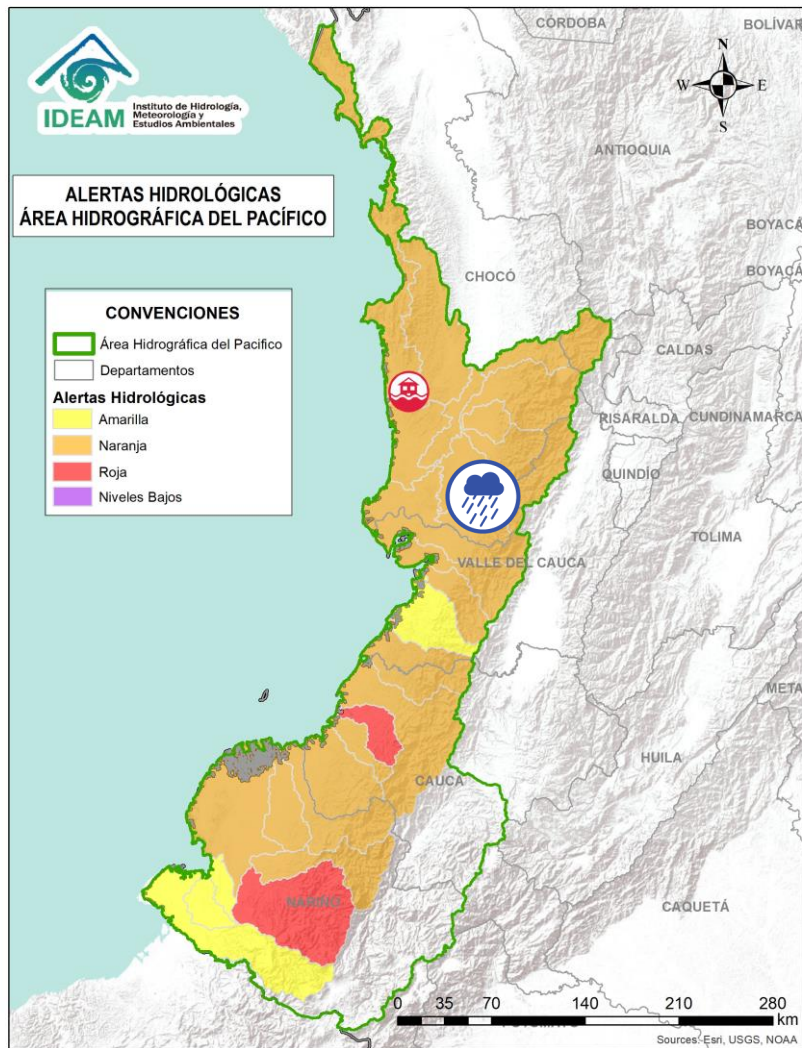 IDEAM
Instituto de Hidrología,
Meteorología y
Estudios Ambientales
ALERTAS HIDROLÓGICAS
ÁREA HIDROGRÁFICA DEL PACÍFICO
CONVENCIONES
Área Hidrográfica del Pacifico
Departamentos
Alertas Hidrológicas
Amarilla
Naranja
Roja
Niveles Bajos
CÓRDOBA
BOLÍVAR
N
W E
S
ANTIOQUIA
BOYACÁ
CHOCÓ
BOYACÁ
CALDAS
RISARALDA
CUNDINAMARCA
QUINDÍO
TOLIMA
VALLE DEL CAUCA
META
HUILA
CAUCA
NARIÑO
CAQUETÁ
0 35 70 140 210 280
km
Sources: Esri, USGS, NOAA